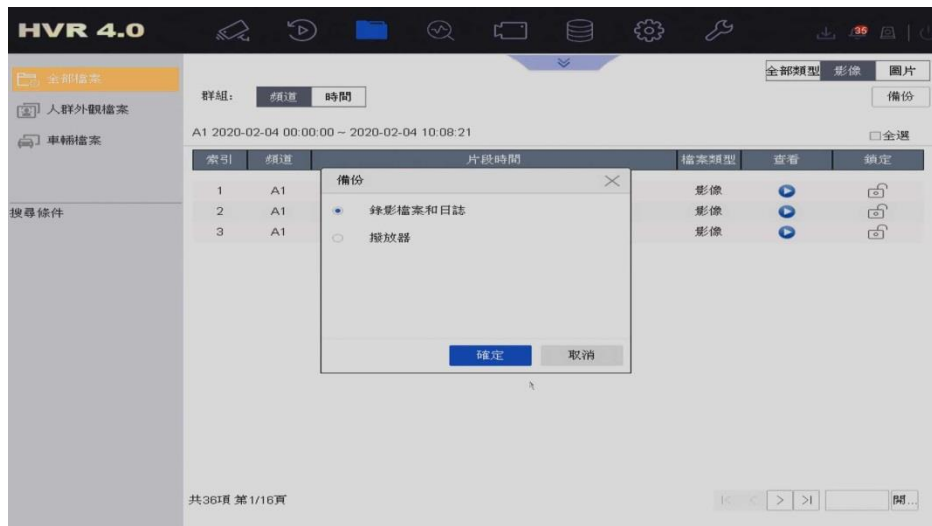 HVR 4.0
35
全部檔案
人群外觀檔案
車輛檔案
搜尋條件
全部類型 影像 圖片
群組: 頻道 時間
備份
A1 2020-02-04 00:00:00 ~ 2020-02-04 10:08:21
全選
索引 頻道 片段時間 檔案類型 查看 鎖定
1 A1 影像
2 A1 影像
3 A1 影像
備份
錄影檔案和日誌
撥放器
確定 取消
共36項 第1/16頁
開...